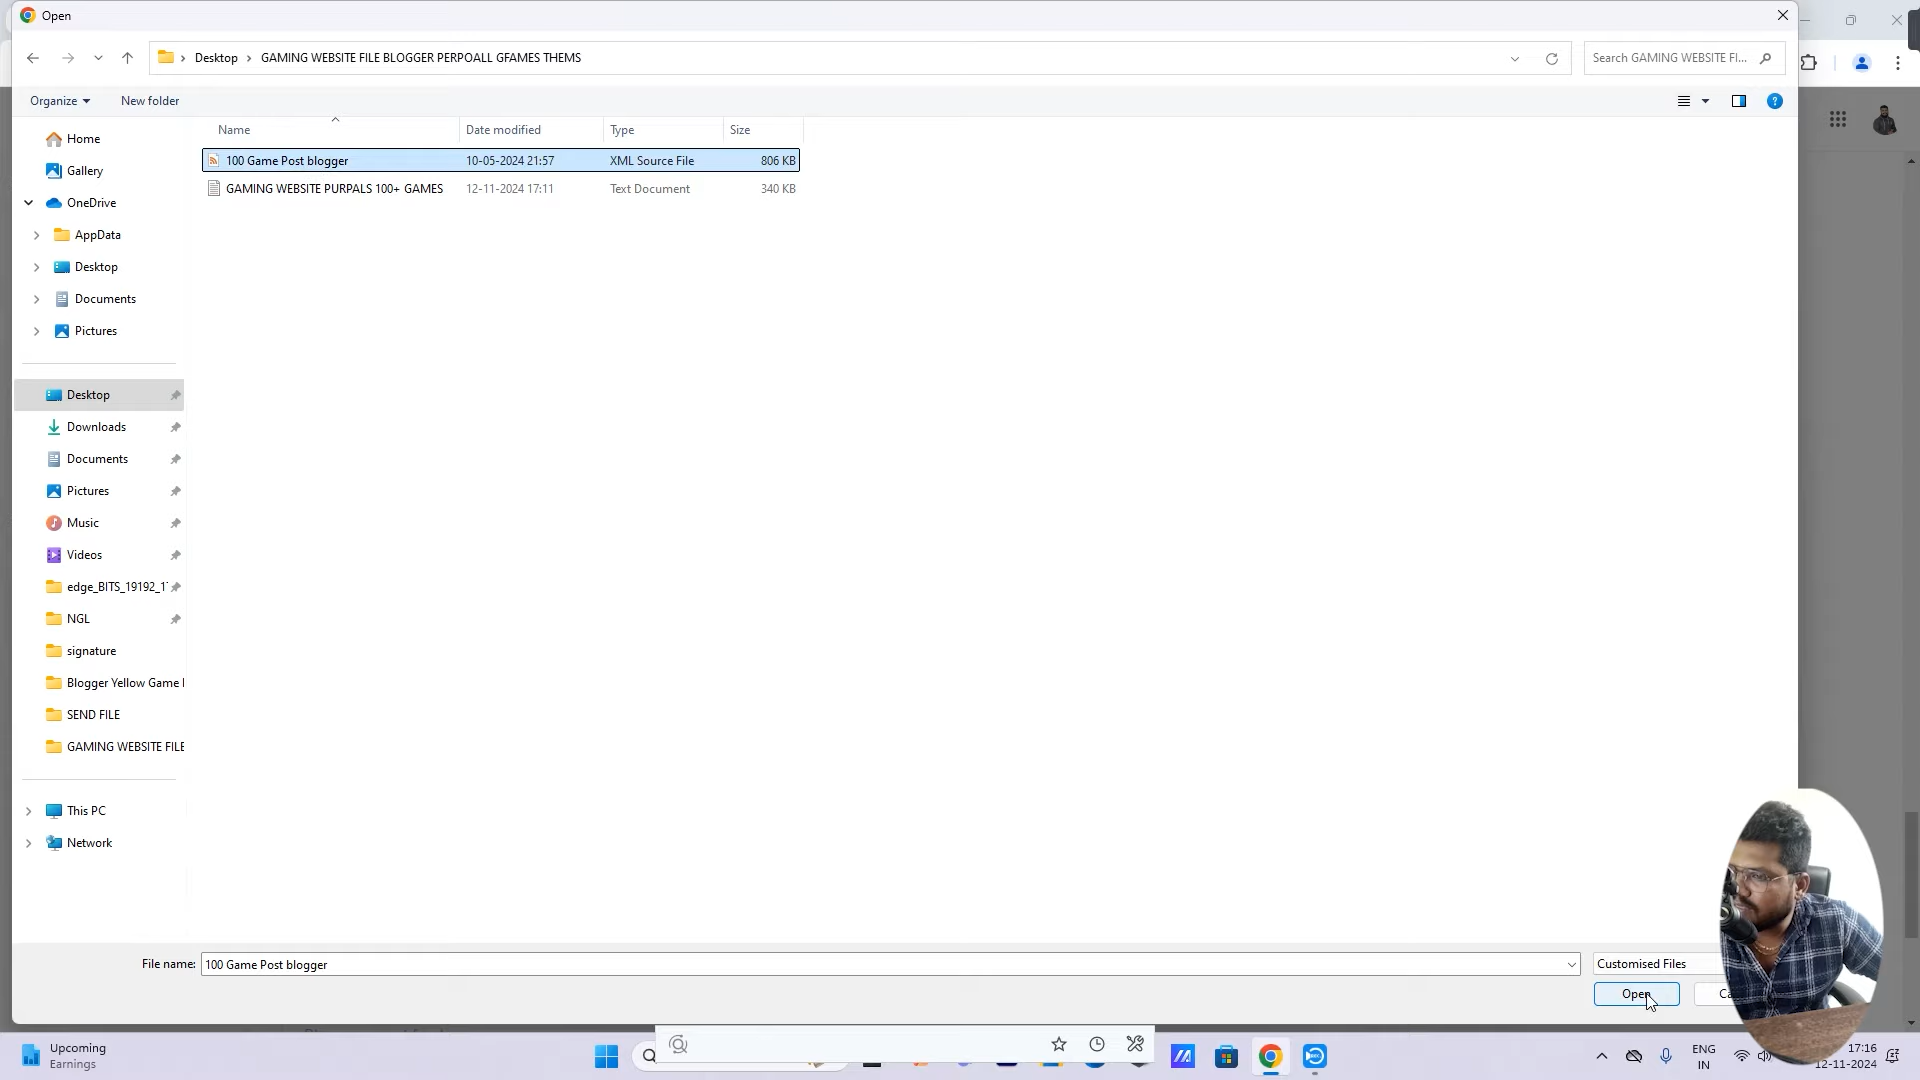 Open
Desktop
GAMING WEBSITE FILE BLOGGER PERPOALL GFAMES THEMS
Search GAMING WEBSITE FI...
Organize
New folder
Name
Date modified
Type
Size
100 Game Post blogger
10-05-2024 21:57
XML Source File
806 KB
GAMING WEBSITE PURPALS 100+ GAMES
12-11-2024 17:11
Text Document
340 KB
Home
Gallery
OneDrive
AppData
Desktop
Documents
Pictures
Desktop
Downloads
Documents
Pictures
Music
Videos
edge_BITS_19192_1
NGL
signature
Blogger Yellow Game
SEND FILE
GAMING WEBSITE FILE
This PC
Network
File name:
100 Game Post blogger
Customised Files
Open
Ca
Upcoming
Earnings
ENG
IN
17:16
12-11-2024